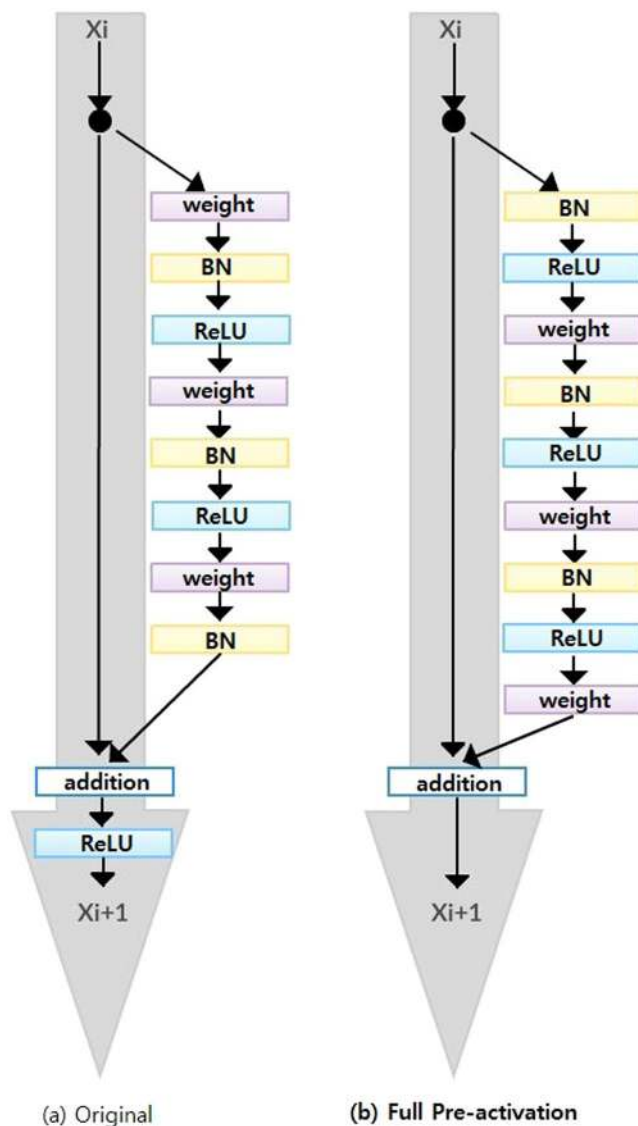 Xi
weight
BN
ReLU
weight
BN
ReLU
weight
BN
addition
ReLU
Xi+1
(a) Original
Xi
BN
ReLU
weight
BN
ReLU
weight
BN
ReLU
weight
addition
Xi+1
(b) Full Pre-activation